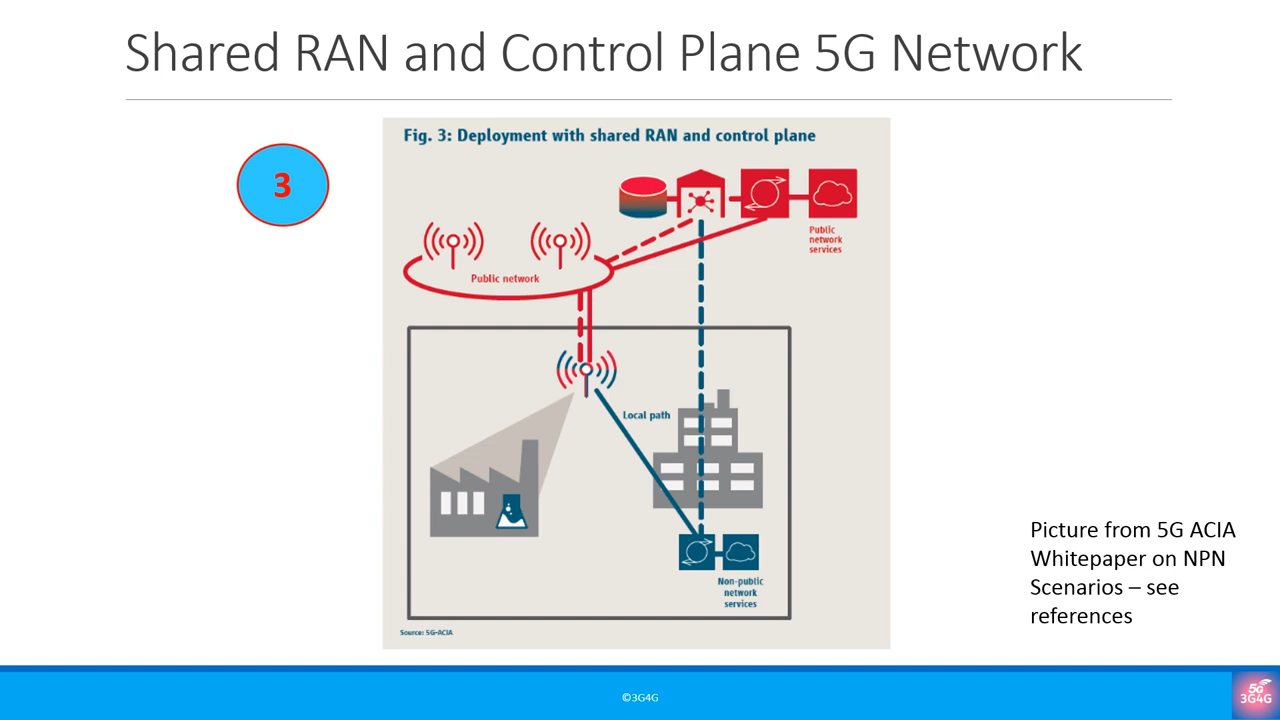 Shared RAN and Control Plane 5G Network
Fig. 3: Deployment with shared RAN and control plane
3
Public
network
services
Public network
Local path
Non-public
network
services
Source: 5G-ACIA
Picture from 5G ACIA
Whitepaper on NPN
Scenarios – see
references
©3G4G
5G
3G4G